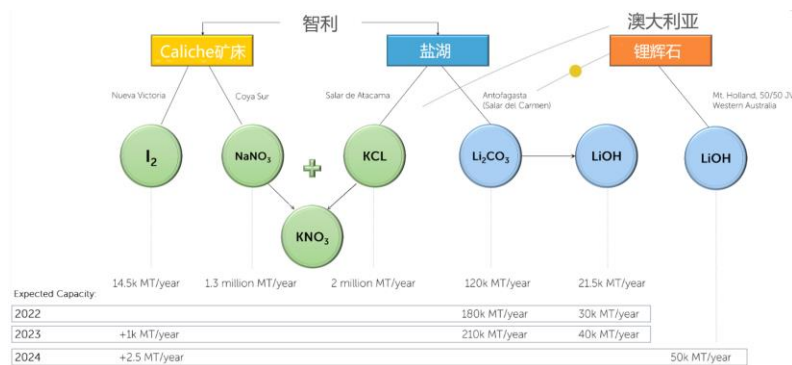 智利
澳大利亚
Caliche矿床
盐湖
锂辉石
Nueva Victoria
Coya Sur
Salar de Atacama
Antofagasta
(Salar del Carmen)
Mt. Holland, 50/50 JV
Western Australia
I₂
NaNO₃
+
KCL
Li₂CO₃
LiOH
LiOH
KNO₃
14.5k MT/year
1.3 million MT/year
2 million MT/year
120k MT/year
21.5k MT/year
Expected Capacity:
2022 180k MT/year 30k MT/year
2023 +1k MT/year 210k MT/year 40k MT/year
2024 +2.5 MT/year 50k MT/year